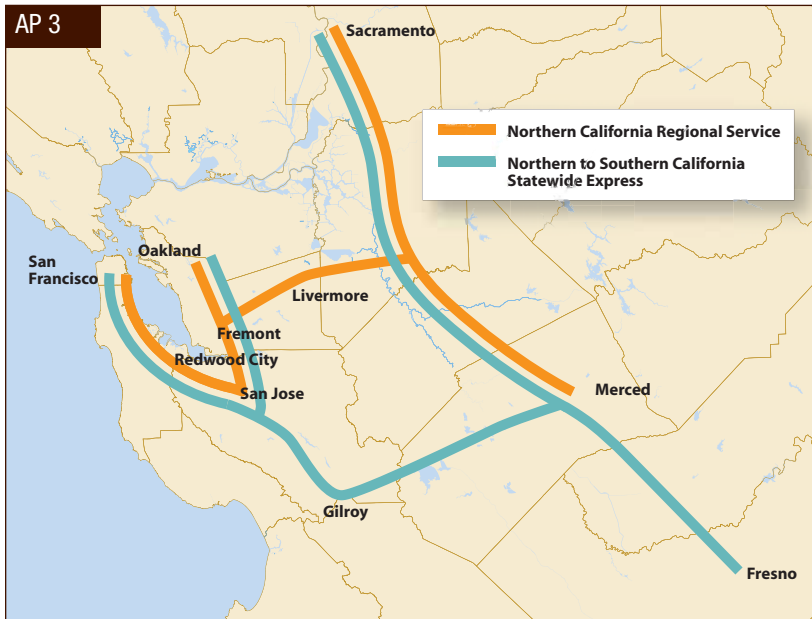 AP 3
Sacramento
Northern California Regional Service
Northern to Southern California
Statewide Express
Oakland
San
Francisco
Livermore
Fremont
Redwood City
San Jose
Merced
Gilroy
Fresno